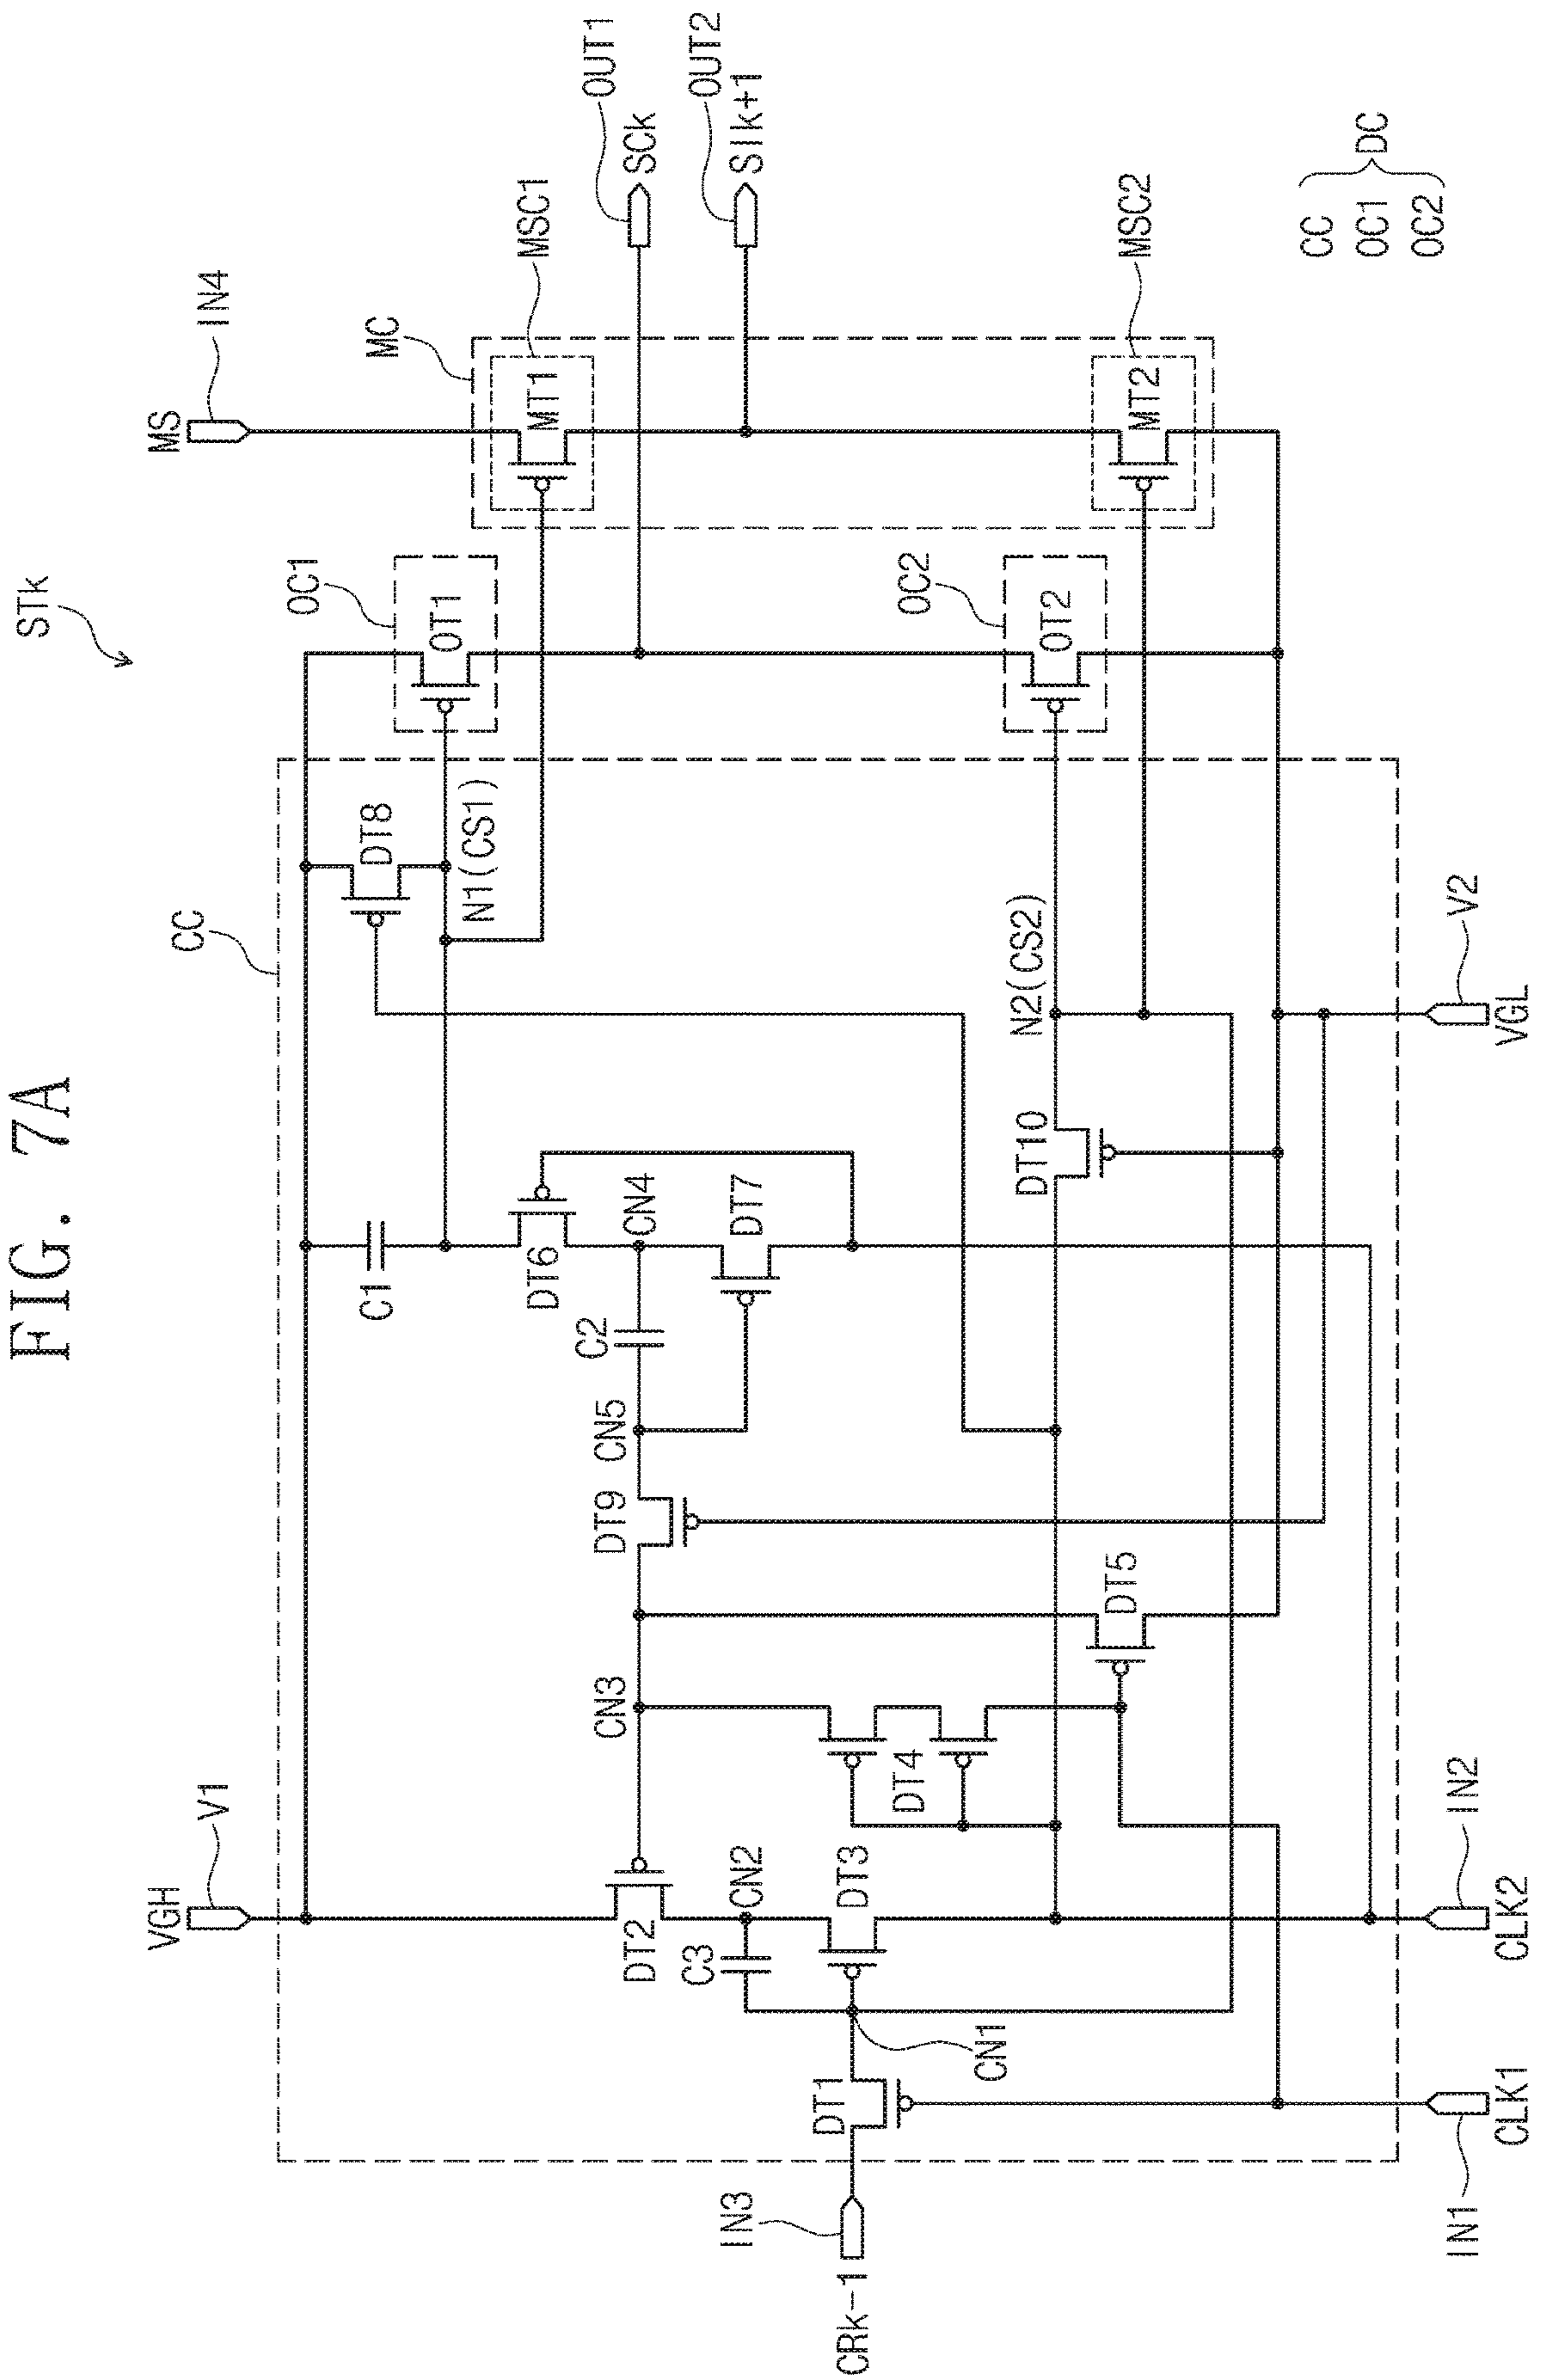 FIG. 7A
STk
VGH
V1
CC
MS
IN4
OC1
MC
MSC1
OUT1
OUT2
SCk
SIk+1
C1
DT8
OT1
MT1
N1(CS1)
DT6
CN4
C2
CN5
DT9
CN3
DT7
DT2
CN2
C3
DT3
DT4
DT5
DT10
N2(CS2)
OC2
OT2
MT2
MSC2
IN3
CRk-1
DT1
CN1
IN1
CLK1
IN2
CLK2
V2
VGL
CC
OC1
OC2
DC